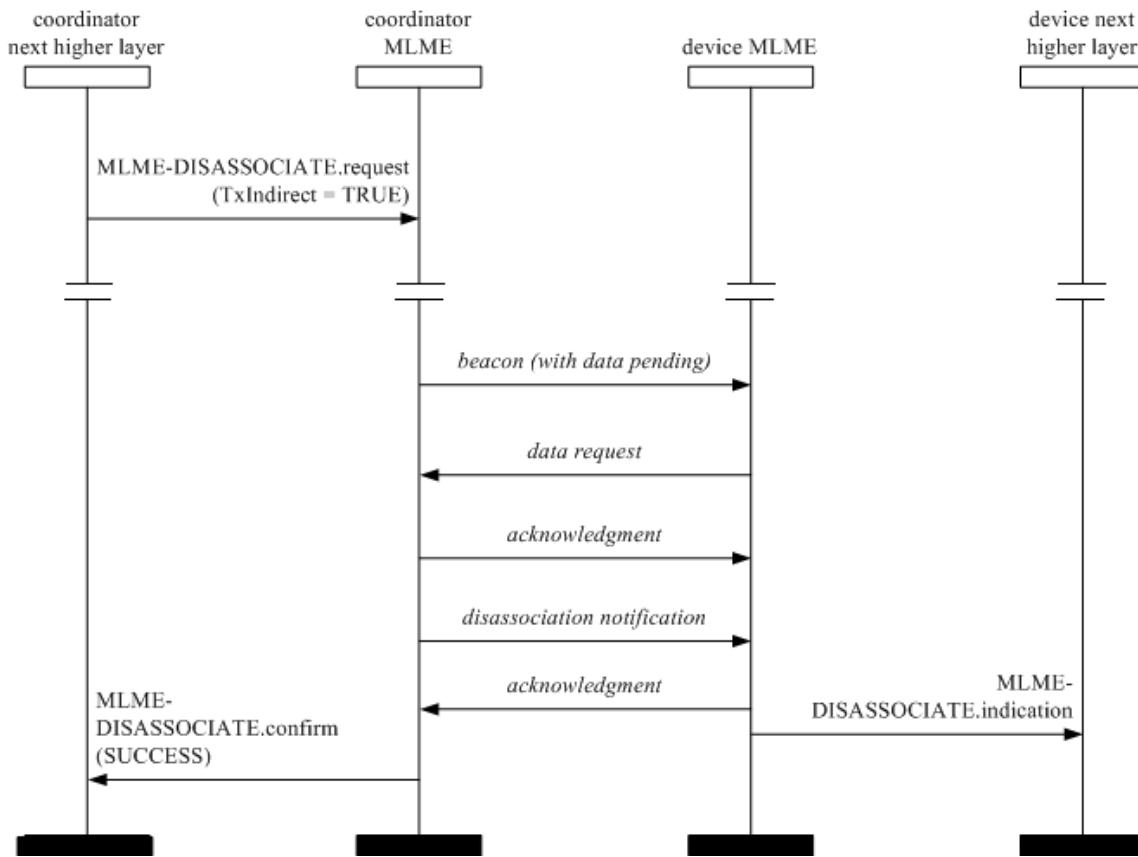 coordinator
next higher layer
coordinator
MLME
device MLME
device next
higher layer
MLME-DISASSOCIATE.request
(TxIndirect = TRUE)
beacon (with data pending)
data request
acknowledgment
disassociation notification
acknowledgment
MLME-
DISASSOCIATE.indication
MLME-
DISASSOCIATE.confirm
(SUCCESS)